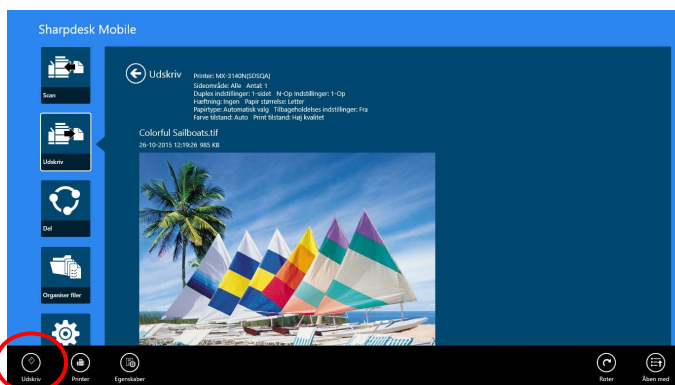 Sharpdesk Mobile
Scan
Udskriv
Del
Organiser filer
Udskriv
Printer: MX-3140N(SDSQA)
Sideområde: Alle Antal: 1
Duplex indstillinger: 1-sidet N-Op Indstillinger: 1-Op
Hæftning: Ingen Papir størrelse: Letter
Papirtype: Automatisk valg Tilbageholdelses indstillinger: Fra
Farve tilstand: Auto Print tilstand: Høj kvalitet
Colorful Sailboats.tif
26-10-2015 12:19:26 985 KB
Udskriv
Printer
Egenskaber
Roter
Åben med